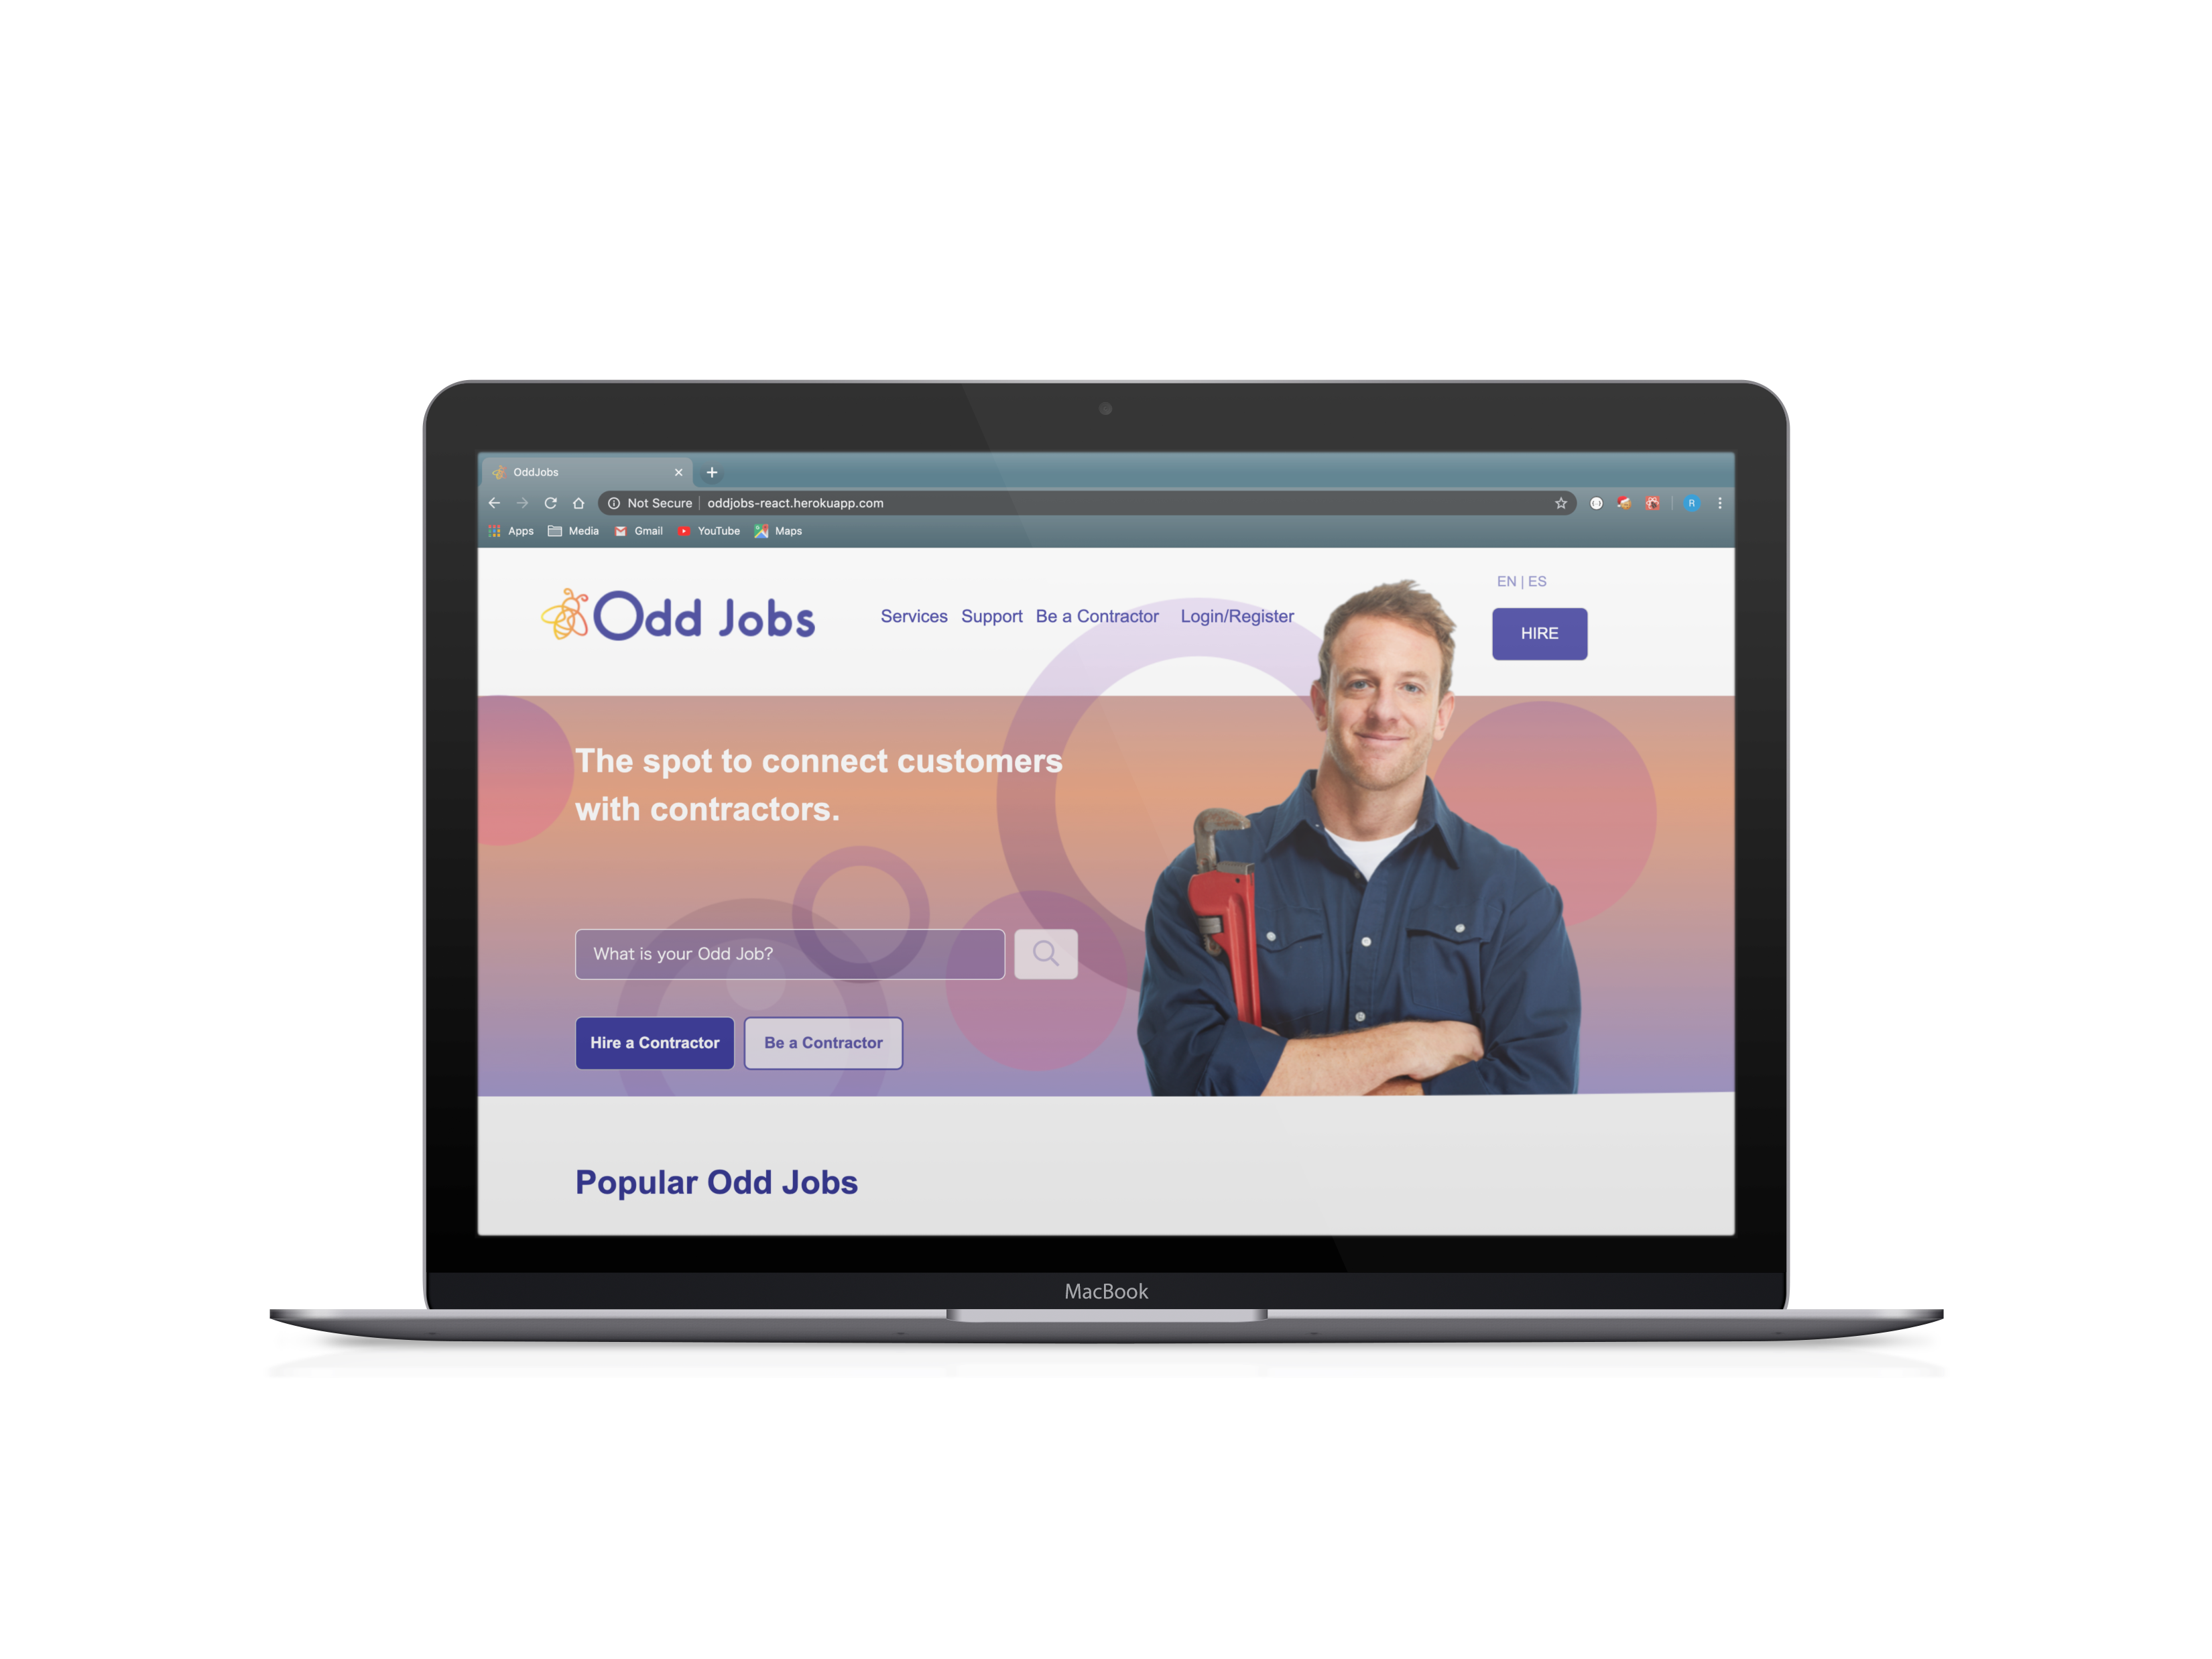 OddJobs
Not Secure | oddjobs-react.herokuapp.com
R
Apps Media Gmail YouTube Maps
EN | ES
Odd Jobs
Services Support Be a Contractor Login/Register
HIRE
The spot to connect customers
with contractors.
What is your Odd Job?
Hire a Contractor Be a Contractor
Popular Odd Jobs
MacBook